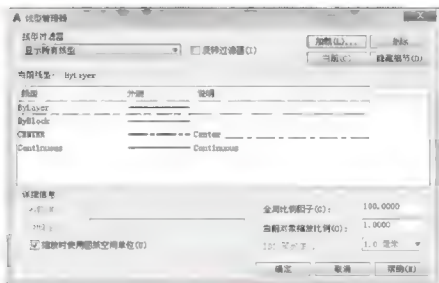 线型管理器
线型过滤器
显示所有线型
反转过滤器(I)
加载(L)...
删除
当前(C)
隐藏细节(D)
当前线型: ByLayer
线型 外观 说明
ByLayer
ByBlock
CENTER Center
Continuous Continuous
详细信息
全局比例因子(G): 100.0000
当前对象缩放比例(O): 1.0000
缩放时使用图纸空间单位(U)
1.0 毫米
确定 取消 帮助(H)